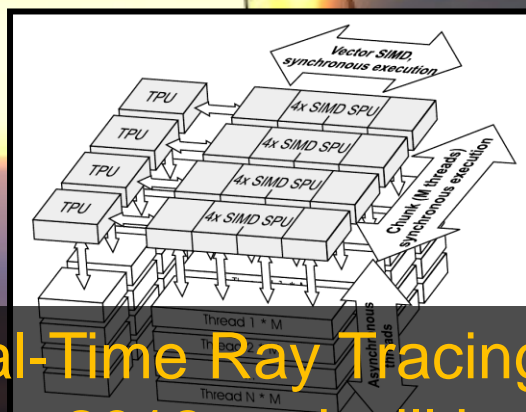 Vector SIMD,
synchronous execution
TPU
4x SIMD SPU
TPU
4x SIMD SPU
TPU
4x SIMD SPU
TPU
4x SIMD SPU
Chunk (M threads)
synchronous execution
Thread 1 * M
Thread N * M
Asynchronous
threads
al-Time Ray Tracing